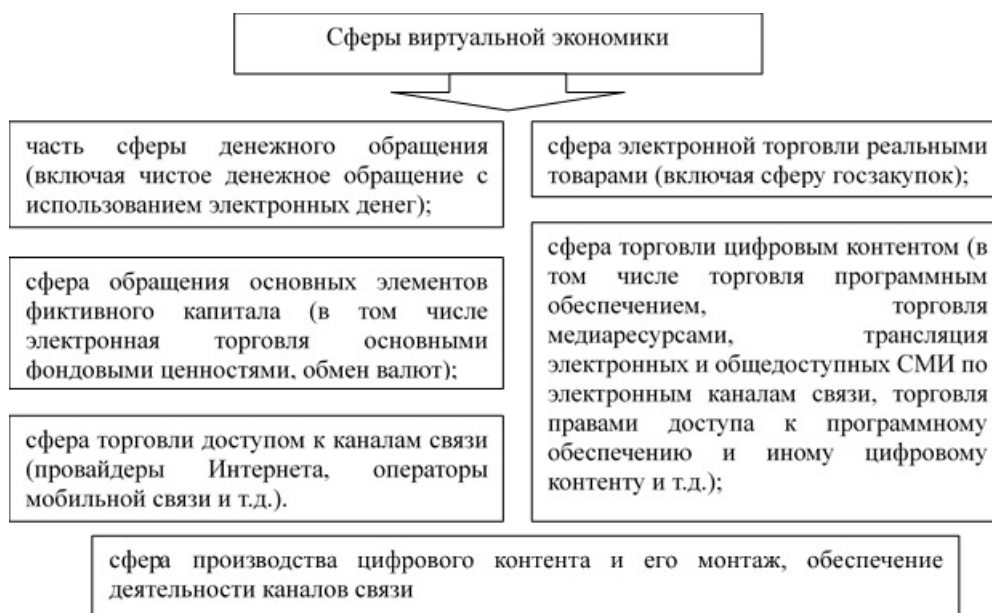 Сферы виртуальной экономики
часть сферы денежного обращения
(включая чистое денежное обращение с
использованием электронных денег);
сфера обращения основных элементов
фиктивного капитала (в том числе
электронная торговля основными
фондовыми ценностями, обмен валют);
сфера торговли доступом к каналам связи
(провайдеры Интернета, операторы
мобильной связи и т.д.).
сфера электронной торговли реальными
товарами (включая сферу госзакупок);
сфера торговли цифровым контентом (в
том числе торговля программным
обеспечением, торговля
медиаресурсами, трансляция
электронных и общедоступных СМИ по
электронным каналам связи, торговля
правами доступа к программному
обеспечению и иному цифровому
контенту и т.д.);
сфера производства цифрового контента и его монтаж, обеспечение
деятельности каналов связи